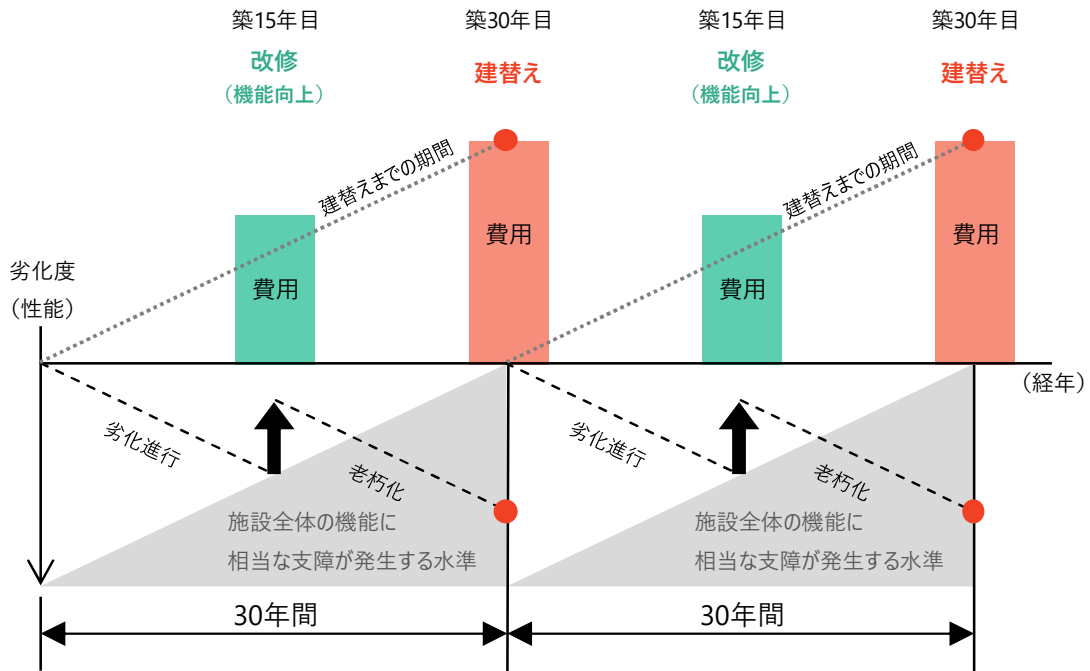 築15年目
築30年目
築15年目
築30年目
改修
(機能向上)
建替え
改修
(機能向上)
建替え
建替えまでの期間
建替えまでの期間
費用
費用
費用
費用
劣化度
(性能)
(経年)
劣化進行
老朽化
劣化進行
老朽化
施設全体の機能に
相当な支障が発生する水準
施設全体の機能に
相当な支障が発生する水準
30年間
30年間